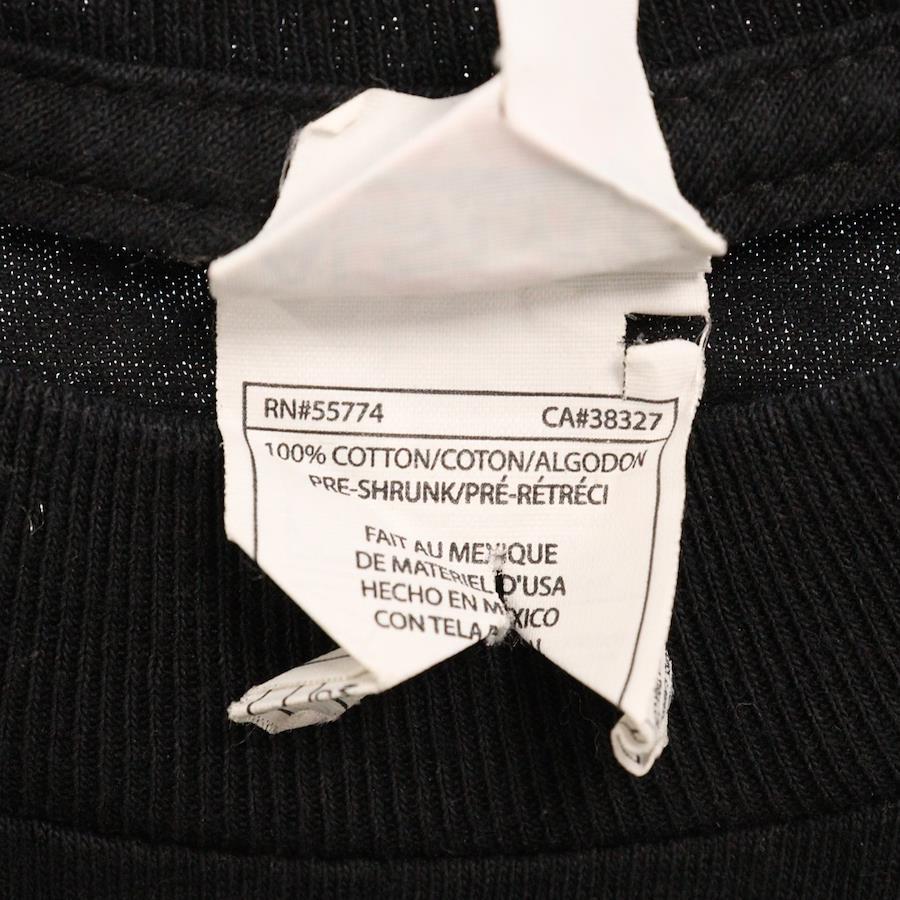 RN#55774 CA#38327
100% COTTON/COTON/ALGODON
PRE-SHRUNK/PRÉ-RÉTRÉCI
FAIT AU MEXIQUE
DE MATERIEL D'USA
HECHO EN MEXICO
CON TELA